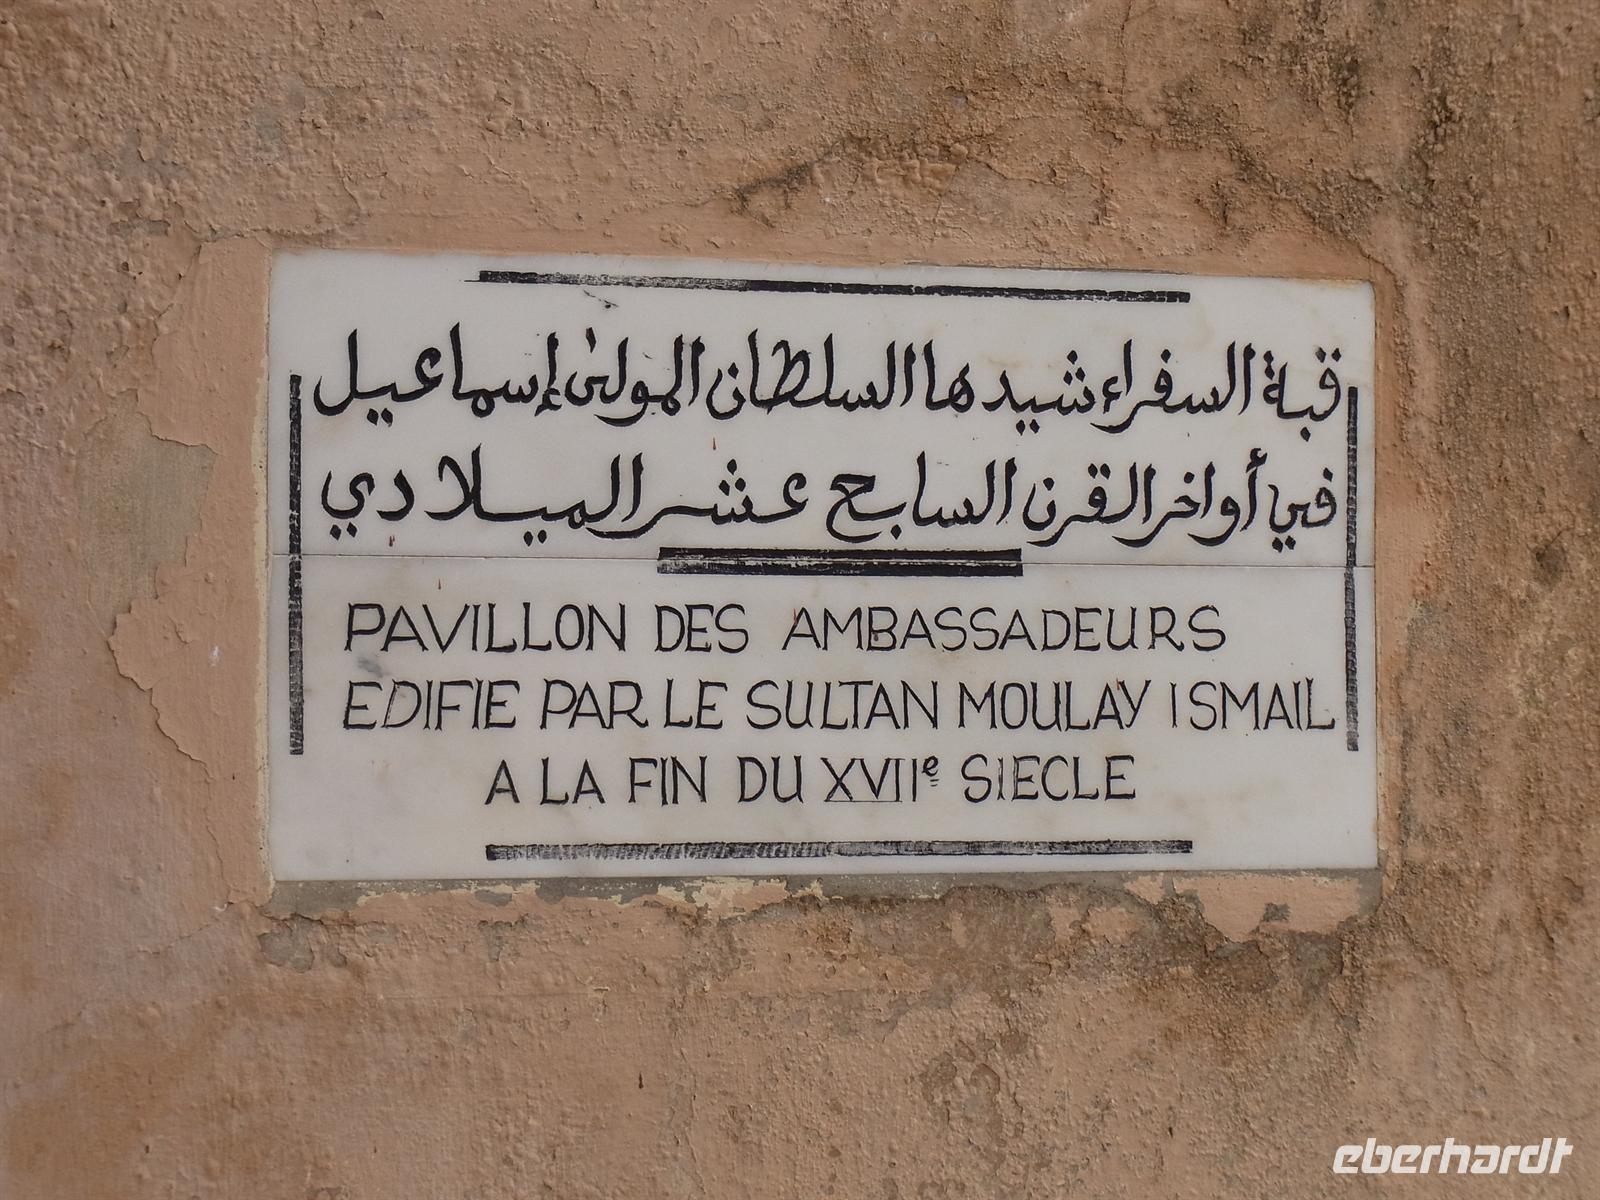 قبة السفراء شيدها السلطان المولى إسماعيل
في أواخر القرن السابع عشر الميلادي
PAVILLON DES AMBASSADEURS
EDIFIE PAR LE SULTAN MOULAY ISMAIL
A LA FIN DU XVIIe SIECLE
eberhardt